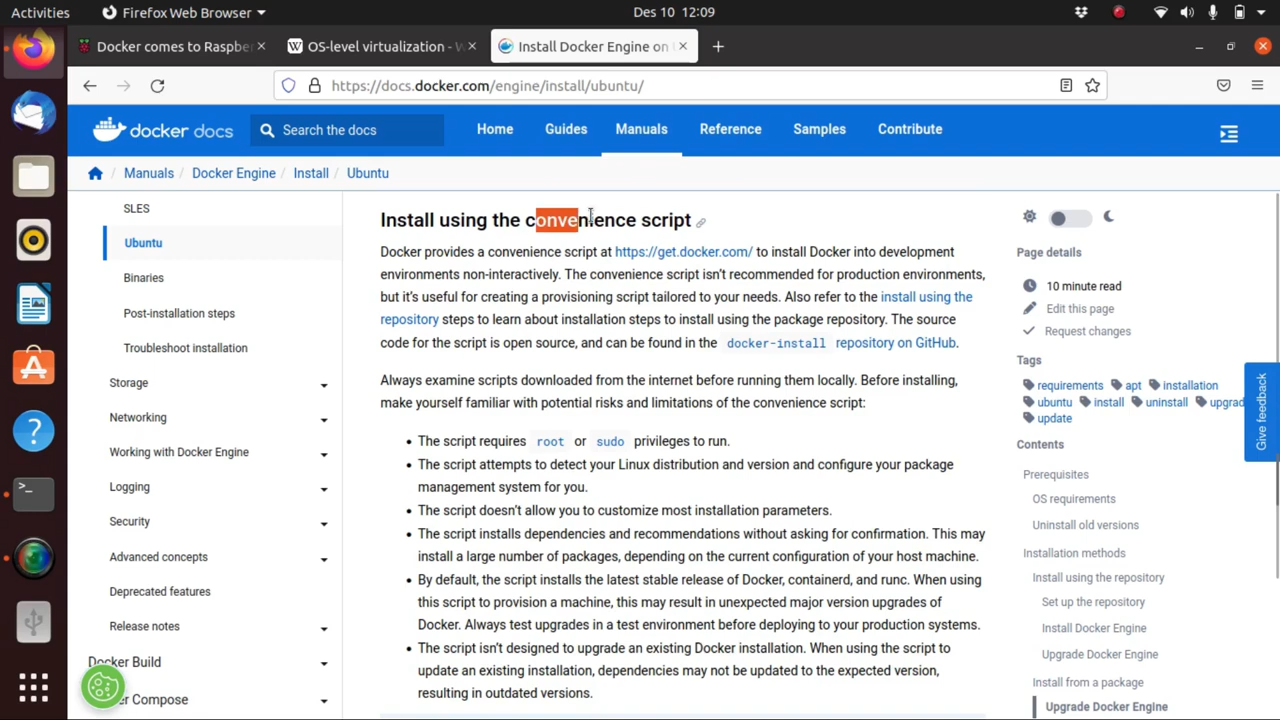 Activities
Firefox Web Browser
Des 10 12:09
Docker comes to Raspber
OS-level virtualization - W
Install Docker Engine on
https://docs.docker.com/engine/install/ubuntu/
docker docs
Search the docs
Home
Guides
Manuals
Reference
Samples
Contribute
/ Manuals / Docker Engine / Install / Ubuntu
SLES
Ubuntu
Binaries
Post-installation steps
Troubleshoot installation
Storage
Networking
Working with Docker Engine
Logging
Security
Advanced concepts
Deprecated features
Release notes
Docker Build
er Compose
Install using the convenience script
Docker provides a convenience script at https://get.docker.com/ to install Docker into development
environments non-interactively. The convenience script isn't recommended for production environments,
but it's useful for creating a provisioning script tailored to your needs. Also refer to the install using the
repository steps to learn about installation steps to install using the package repository. The source
code for the script is open source, and can be found in the docker-install repository on GitHub.
Always examine scripts downloaded from the internet before running them locally. Before installing,
make yourself familiar with potential risks and limitations of the convenience script:
• The script requires root or sudo privileges to run.
• The script attempts to detect your Linux distribution and version and configure your package
management system for you.
• The script doesn't allow you to customize most installation parameters.
• The script installs dependencies and recommendations without asking for confirmation. This may
install a large number of packages, depending on the current configuration of your host machine.
• By default, the script installs the latest stable release of Docker, containerd, and runc. When using
this script to provision a machine, this may result in unexpected major version upgrades of
Docker. Always test upgrades in a test environment before deploying to your production systems.
• The script isn't designed to upgrade an existing Docker installation. When using the script to
update an existing installation, dependencies may not be updated to the expected version,
resulting in outdated versions.
Page details
10 minute read
Edit this page
Request changes
Tags
requirements apt installation
ubuntu install uninstall upgrad
update
Contents
Prerequisites
OS requirements
Uninstall old versions
Installation methods
Install using the repository
Set up the repository
Install Docker Engine
Upgrade Docker Engine
Install from a package
Upgrade Docker Engine
Give feedback